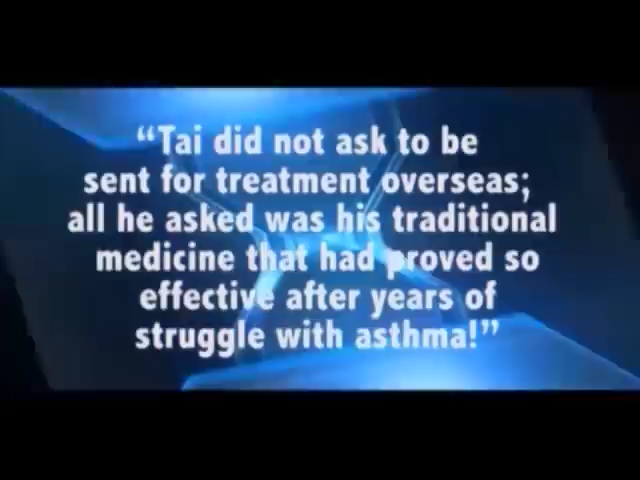 “Tai did not ask to be
sent for treatment overseas;
all he asked was his traditional
medicine that had proved so
effective after years of
struggle with asthma!”